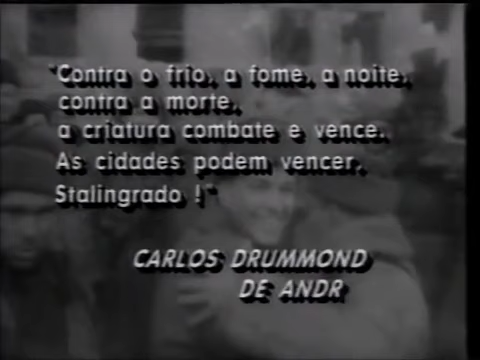 "Contra o frio, a fome, a noite,
contra a morte,
a criatura combate e vence.
As cidades podem vencer,
Stalingrado !"
CARLOS DRUMMOND
DE ANDR